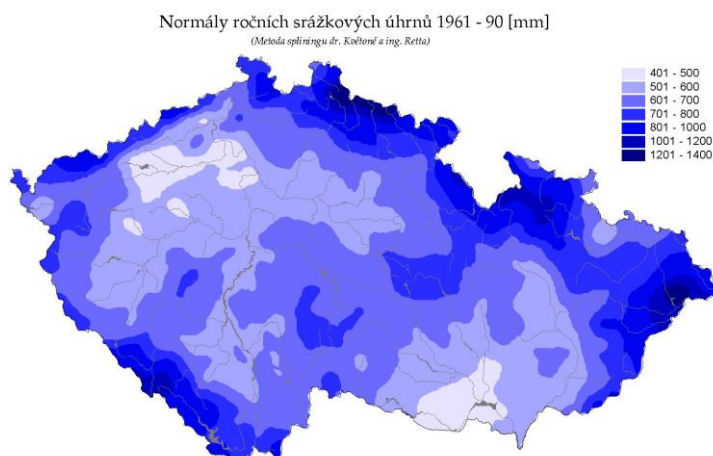 Normály ročních srážkových úhrnů 1961 - 90 [mm]
(Metoda spliningu dr. Květoně a ing. Retta)
401 - 500
501 - 600
601 - 700
701 - 800
801 - 1000
1001 - 1200
1201 - 1400